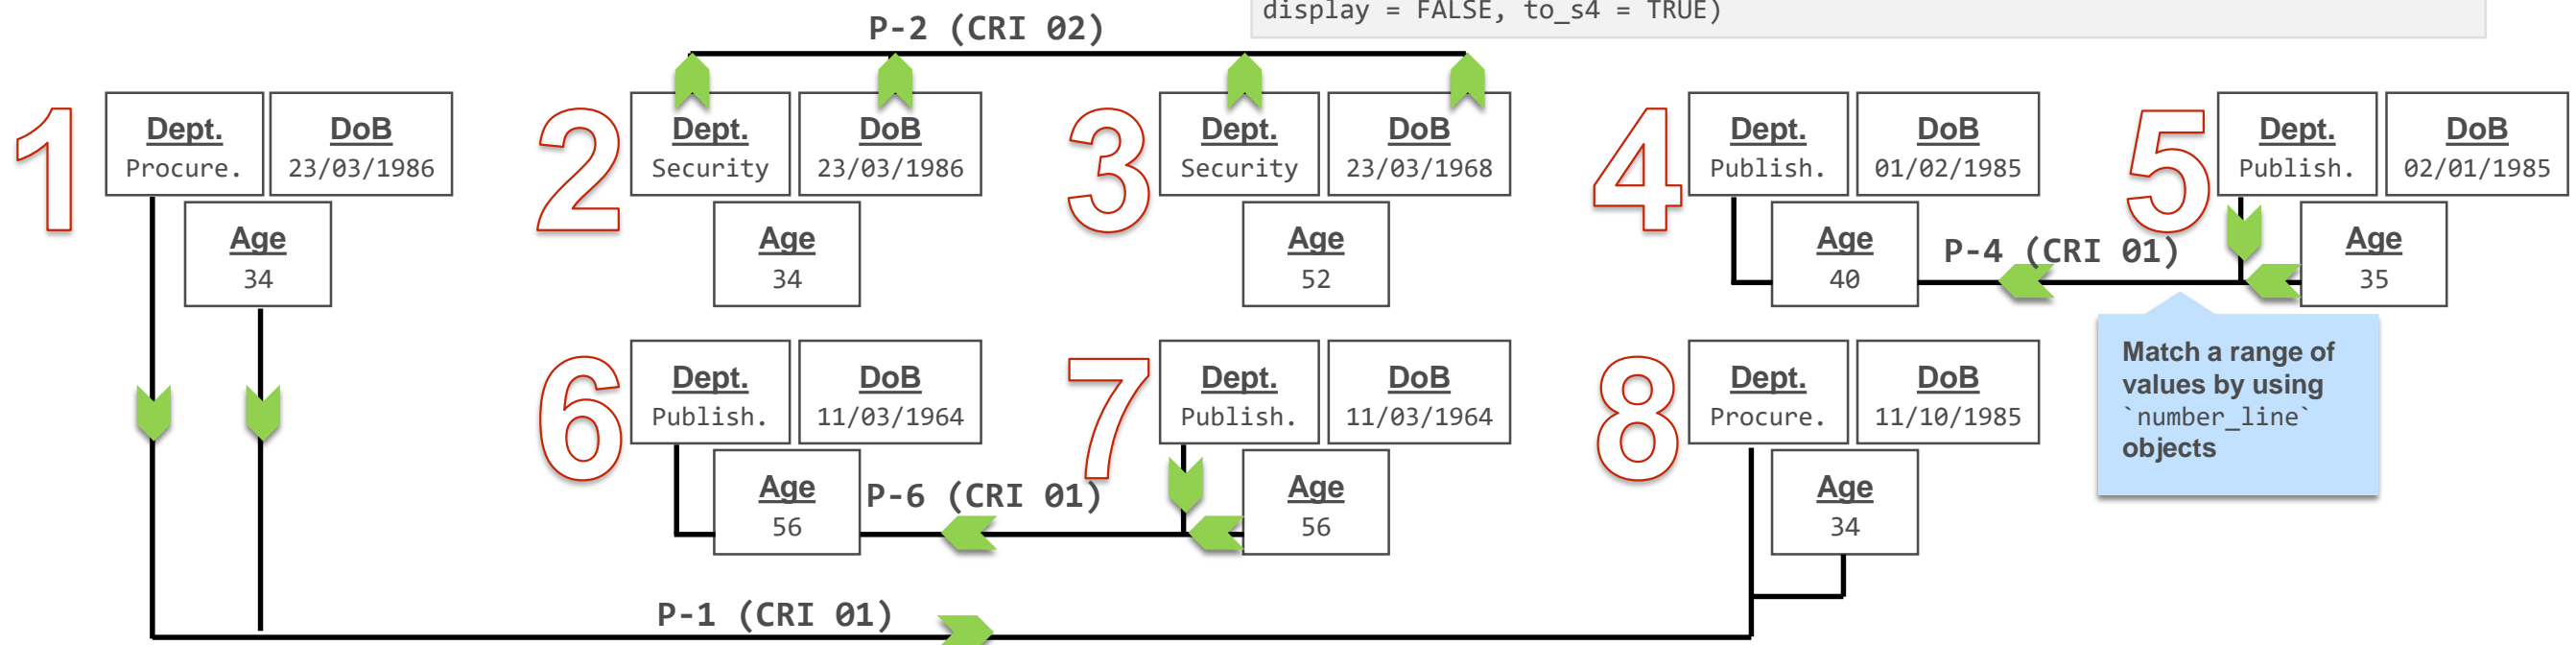 display = FALSE, to_s4 = TRUE)
P-2 (CRI 02)
1
Dept.
Procure.
DoB
23/03/1986
Age
34
2
Dept.
Security
DoB
23/03/1986
Age
34
3
Dept.
Security
DoB
23/03/1968
Age
52
4
Dept.
Publish.
DoB
01/02/1985
Age
40
P-4 (CRI 01)
5
Dept.
Publish.
DoB
02/01/1985
Age
35
Match a range of
values by using
`number_line`
objects
6
Dept.
Publish.
DoB
11/03/1964
Age
56
P-6 (CRI 01)
7
Dept.
Publish.
DoB
11/03/1964
Age
56
8
Dept.
Procure.
DoB
11/10/1985
Age
34
P-1 (CRI 01)